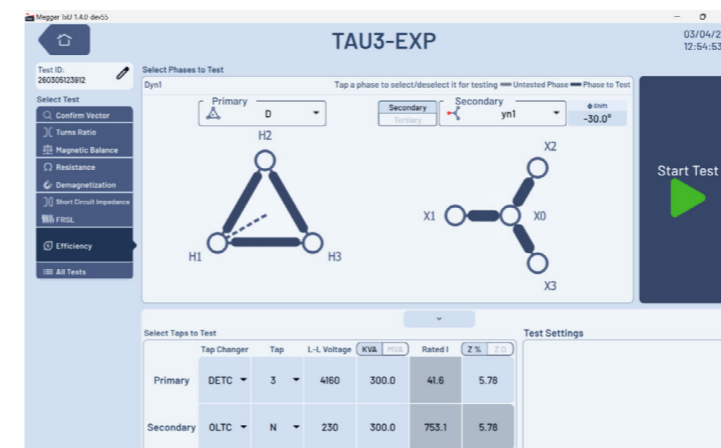 Megger IxU 1.4.0 dev55
TAU3-EXP
03/04/2
12:54:53
Test ID:
260305123812
Select Test
Confirm Vector
Turns Ratio
Magnetic Balance
Resistance
Demagnetization
Short Circuit Impedance
FRSL
Efficiency
All Tests
Select Phases to Test
Dyn1
Tap a phase to select/deselect it for testing Untested Phase Phase to Test
Primary
D
Secondary
Tertiary
Secondary
yn1
Φ Shift
-30.0°
H2
H1
H3
X2
X1
X0
X3
Start Test
Select Taps to Test
Test Settings
Tap Changer Tap L-L Voltage KVA MVA Rated I Z % Z Ω
Primary DETC 3 4160 300.0 41.6 5.78
Secondary OLTC N 230 300.0 753.1 5.78